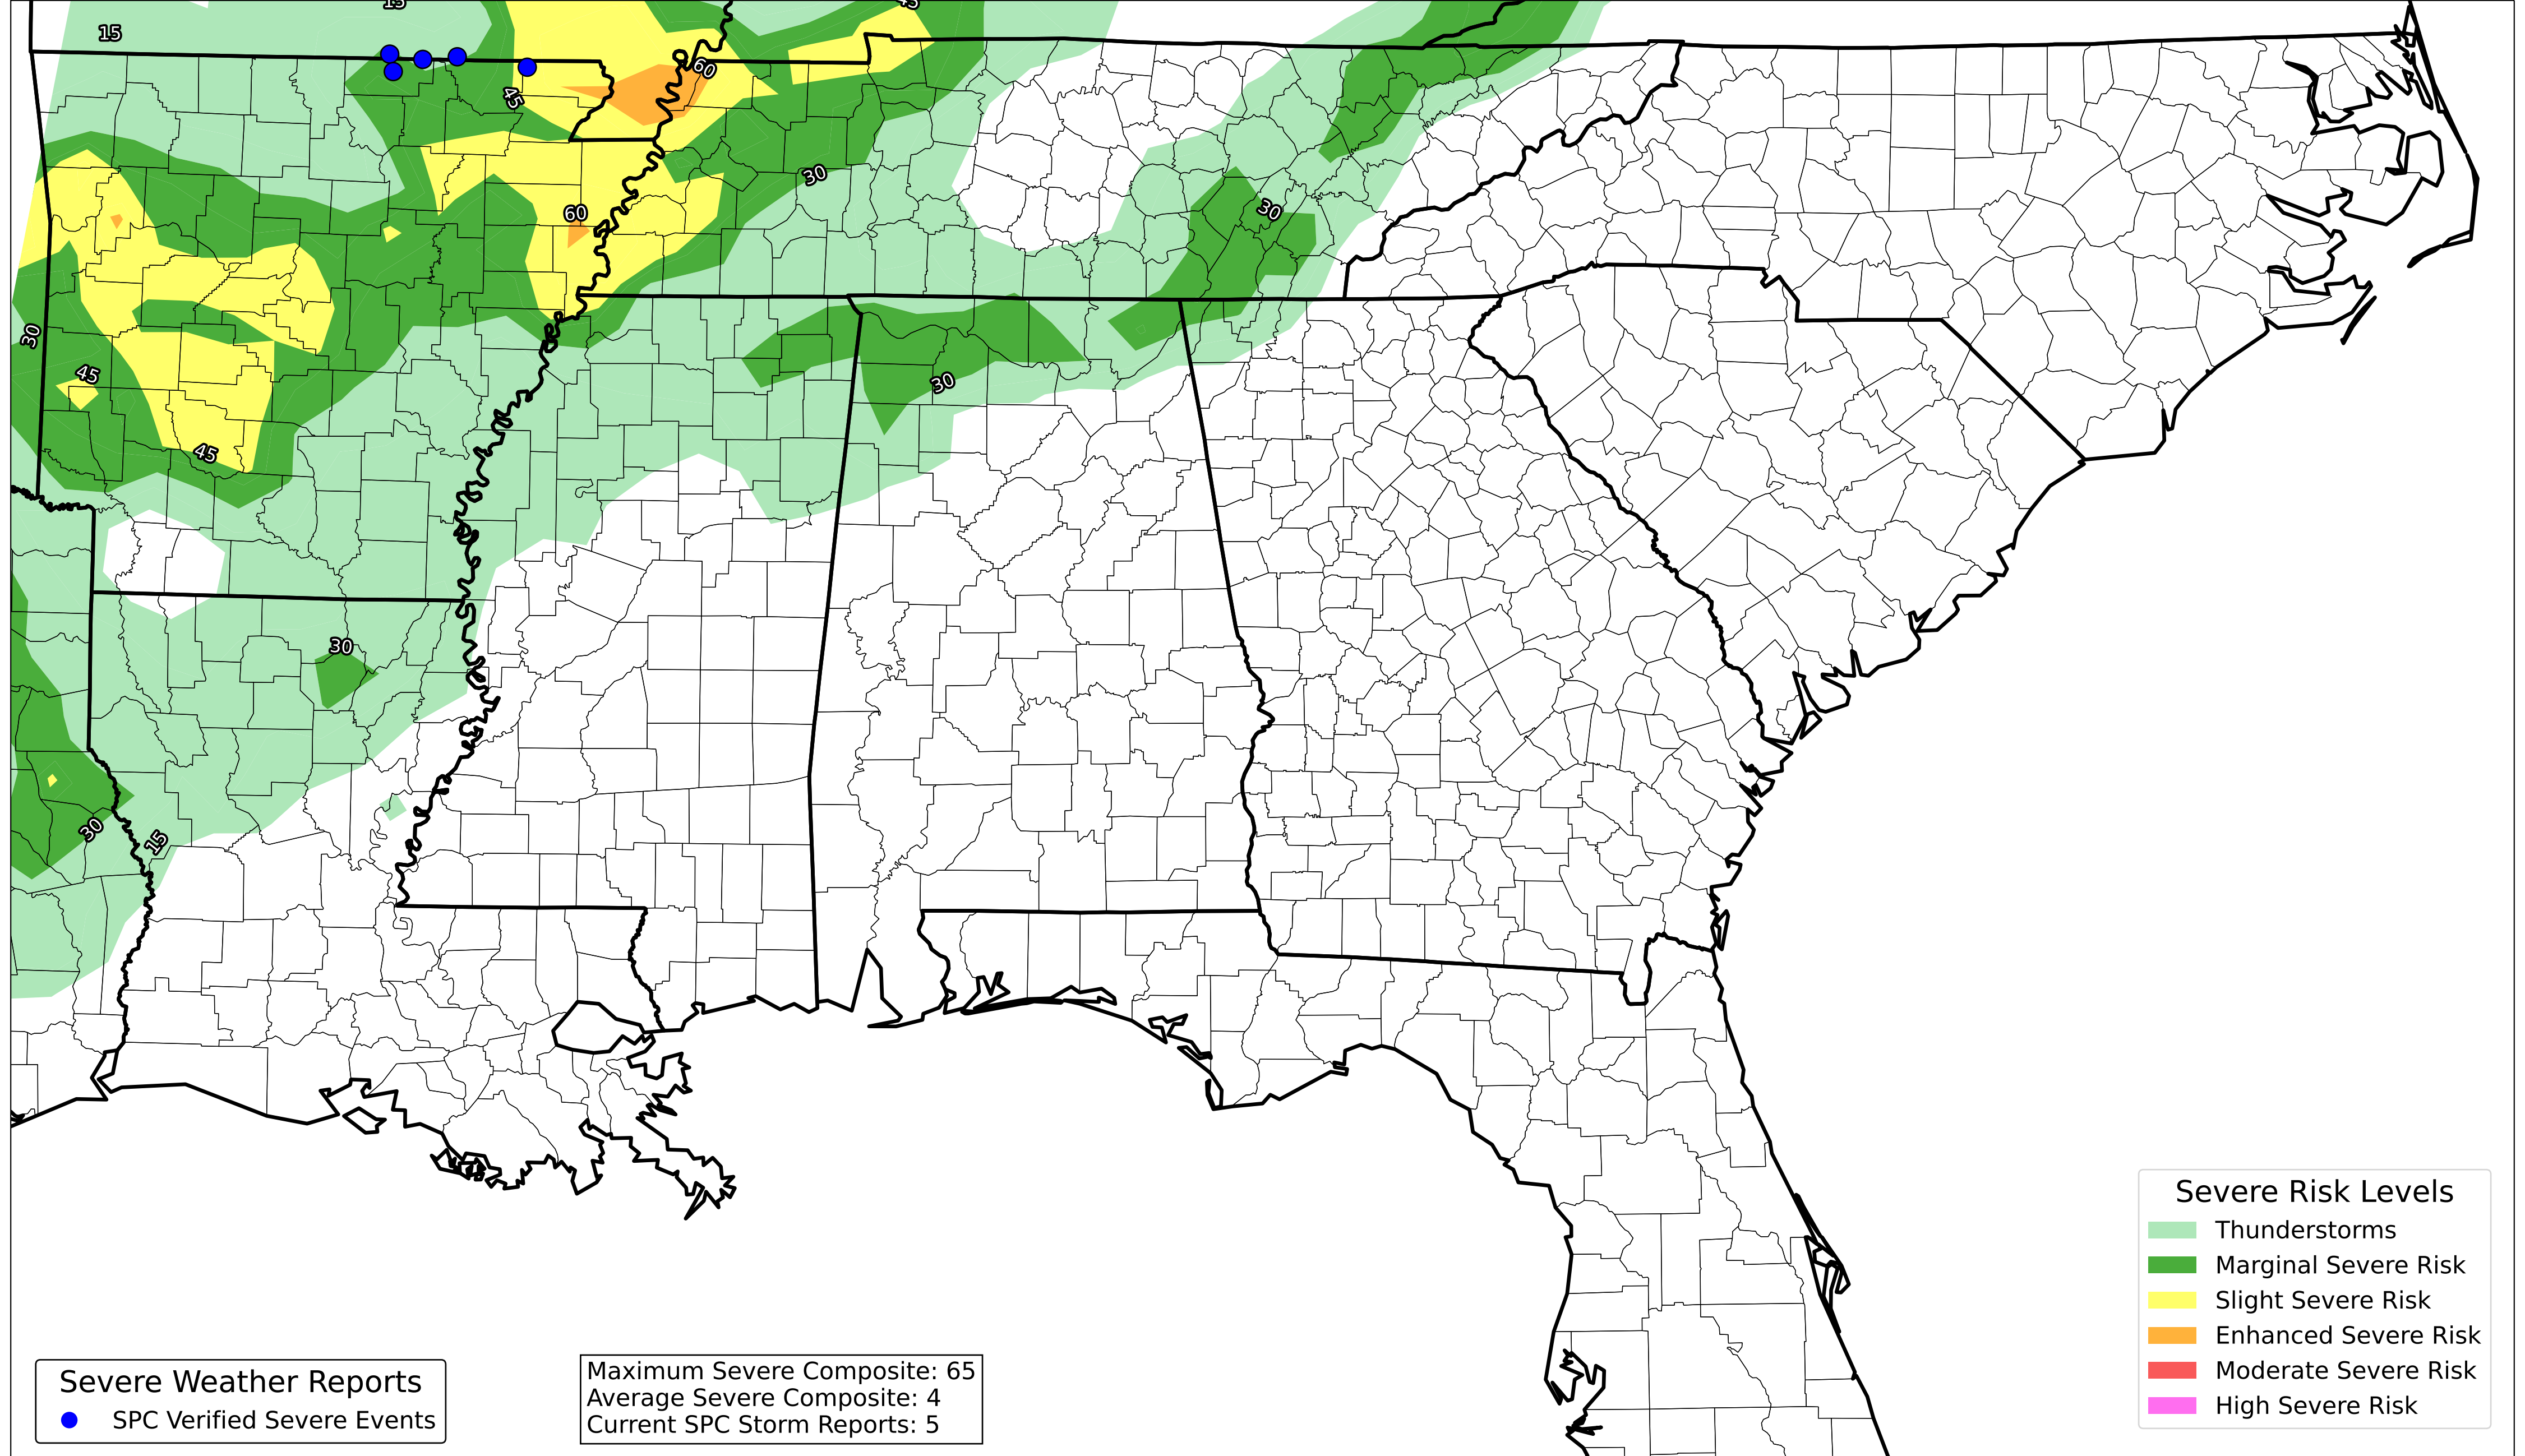 15
15
45
60
45
30
60
30
30
45
30
45
30
30
15
Severe Risk Levels
Thunderstorms
Marginal Severe Risk
Slight Severe Risk
Enhanced Severe Risk
Moderate Severe Risk
High Severe Risk
Severe Weather Reports
SPC Verified Severe Events
Maximum Severe Composite: 65
Average Severe Composite: 4
Current SPC Storm Reports: 5